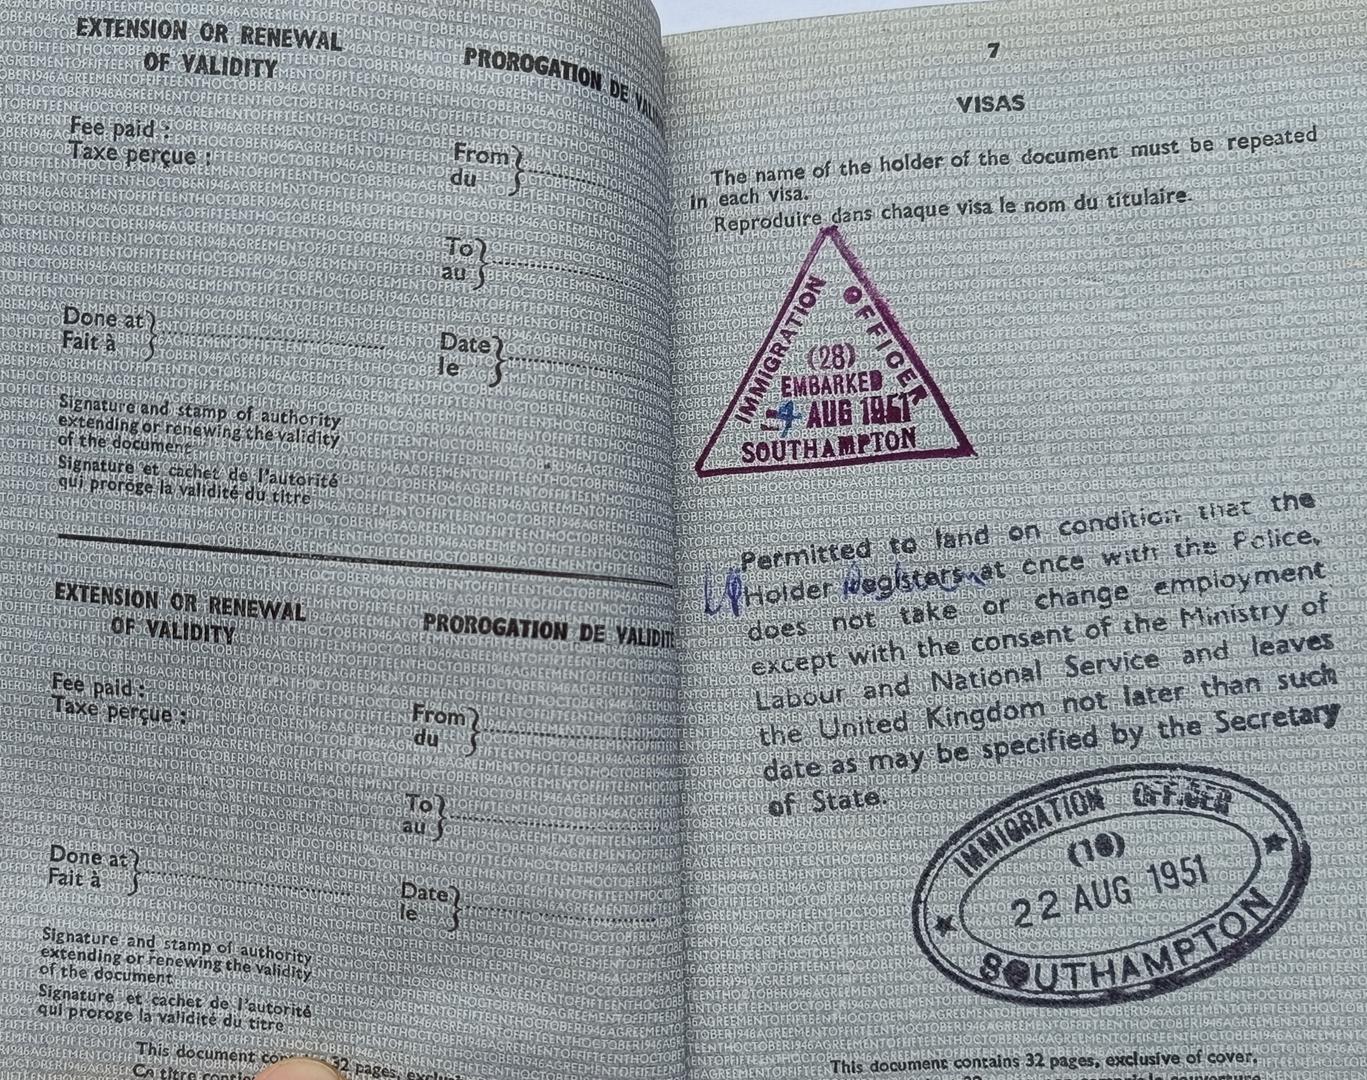 EXTENSION OR RENEWAL
OF VALIDITY
PROROGATION DE
Fee paid :
Taxe perçue :
From
du
To
au
Done at
Fait à
Date
le
Signature and stamp of authority
extending or renewing the validity
of the document
Signature et cachet de l'autorité
qui proroge la validité du titre
EXTENSION OR RENEWAL
OF VALIDITY
PROROGATION DE VALIDITÉ
Fee paid :
Taxe perçue :
From
du
To
au
Done at
Fait à
Date
le
Signature and stamp of authority
extending or renewing the validity
of the document
Signature et cachet de l'autorité
qui proroge la validité du titre
This document 32 pages,
Ce titre
7
VISAS
The name of the holder of the document must be repeated
in each visa.
Reproduire dans chaque visa le nom du titulaire.
IMMIGRATION OFFICER
(28)
EMBARKED
AUG 1951
SOUTHAMPTON
Permitted to land on condition that the
Holder Registers at once with the Police,
does not take or change employment
except with the consent of the Ministry of
Labour and National Service and leaves
the United Kingdom not later than such
date as may be specified by the Secretary
of State.
IMMIGRATION OFFICER
22 AUG 1951
SOUTHAMPTON
This document contains 32 pages, exclusive of cover.
AGREEMENTOFFIFTEENTHOCTOBER1946